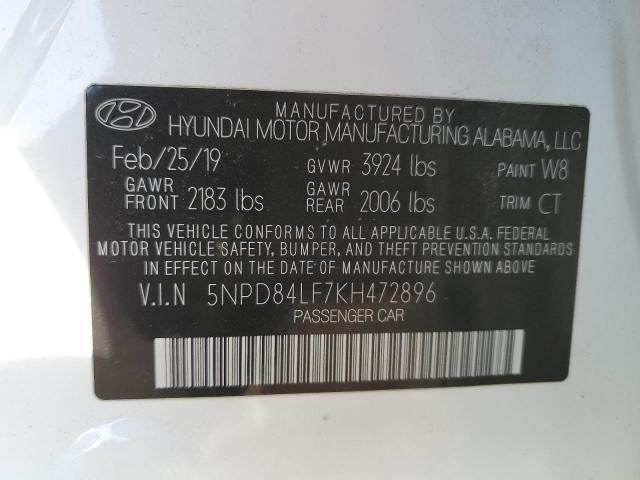 MANUFACTURED BY
HYUNDAI MOTOR MANUFACTURING ALABAMA, LLC
Feb/25/19 GVWR 3924 lbs PAINT W8
GAWR FRONT 2183 lbs GAWR REAR 2006 lbs TRIM CT
THIS VEHICLE CONFORMS TO ALL APPLICABLE U.S.A. FEDERAL
MOTOR VEHICLE SAFETY, BUMPER, AND THEFT PREVENTION STANDARDS
IN EFFECT ON THE DATE OF MANUFACTURE SHOWN ABOVE.
V.I.N 5NPD84LF7KH472896
PASSENGER CAR